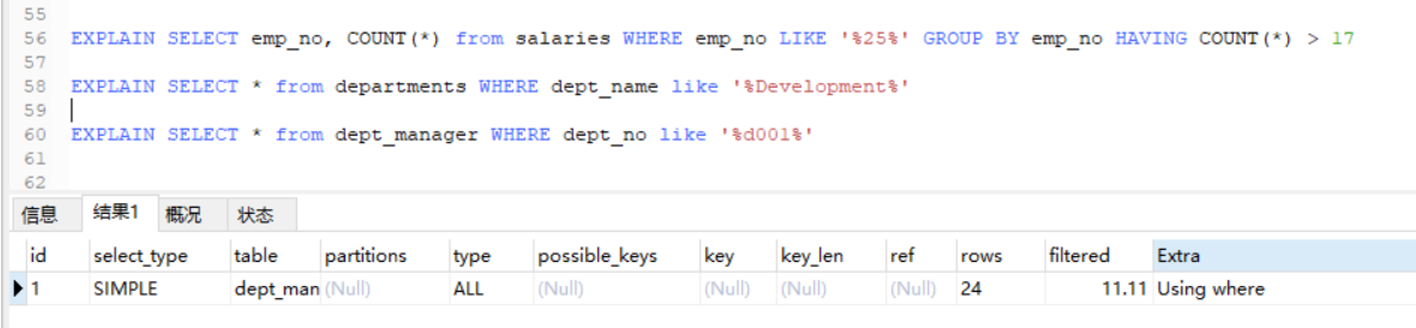 55
56 EXPLAIN SELECT emp_no, COUNT(*) from salaries WHERE emp_no LIKE '%25%' GROUP BY emp_no HAVING COUNT(*) > 17
57
58 EXPLAIN SELECT * from departments WHERE dept_name like '%Development%'
59
60 EXPLAIN SELECT * from dept_manager WHERE dept_no like '%d001%'
61
62
信息 结果1 概况 状态
id select_type table partitions type possible_keys key key_len ref rows filtered Extra
1 SIMPLE dept_man (Null) ALL (Null) (Null) (Null) (Null) 24 11.11 Using where